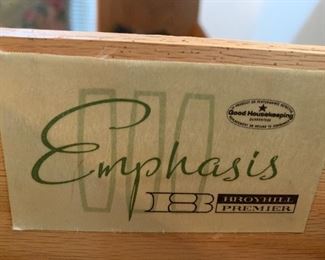 Good Housekeeping
Emphasis
B
BROYHILL
PREMIER